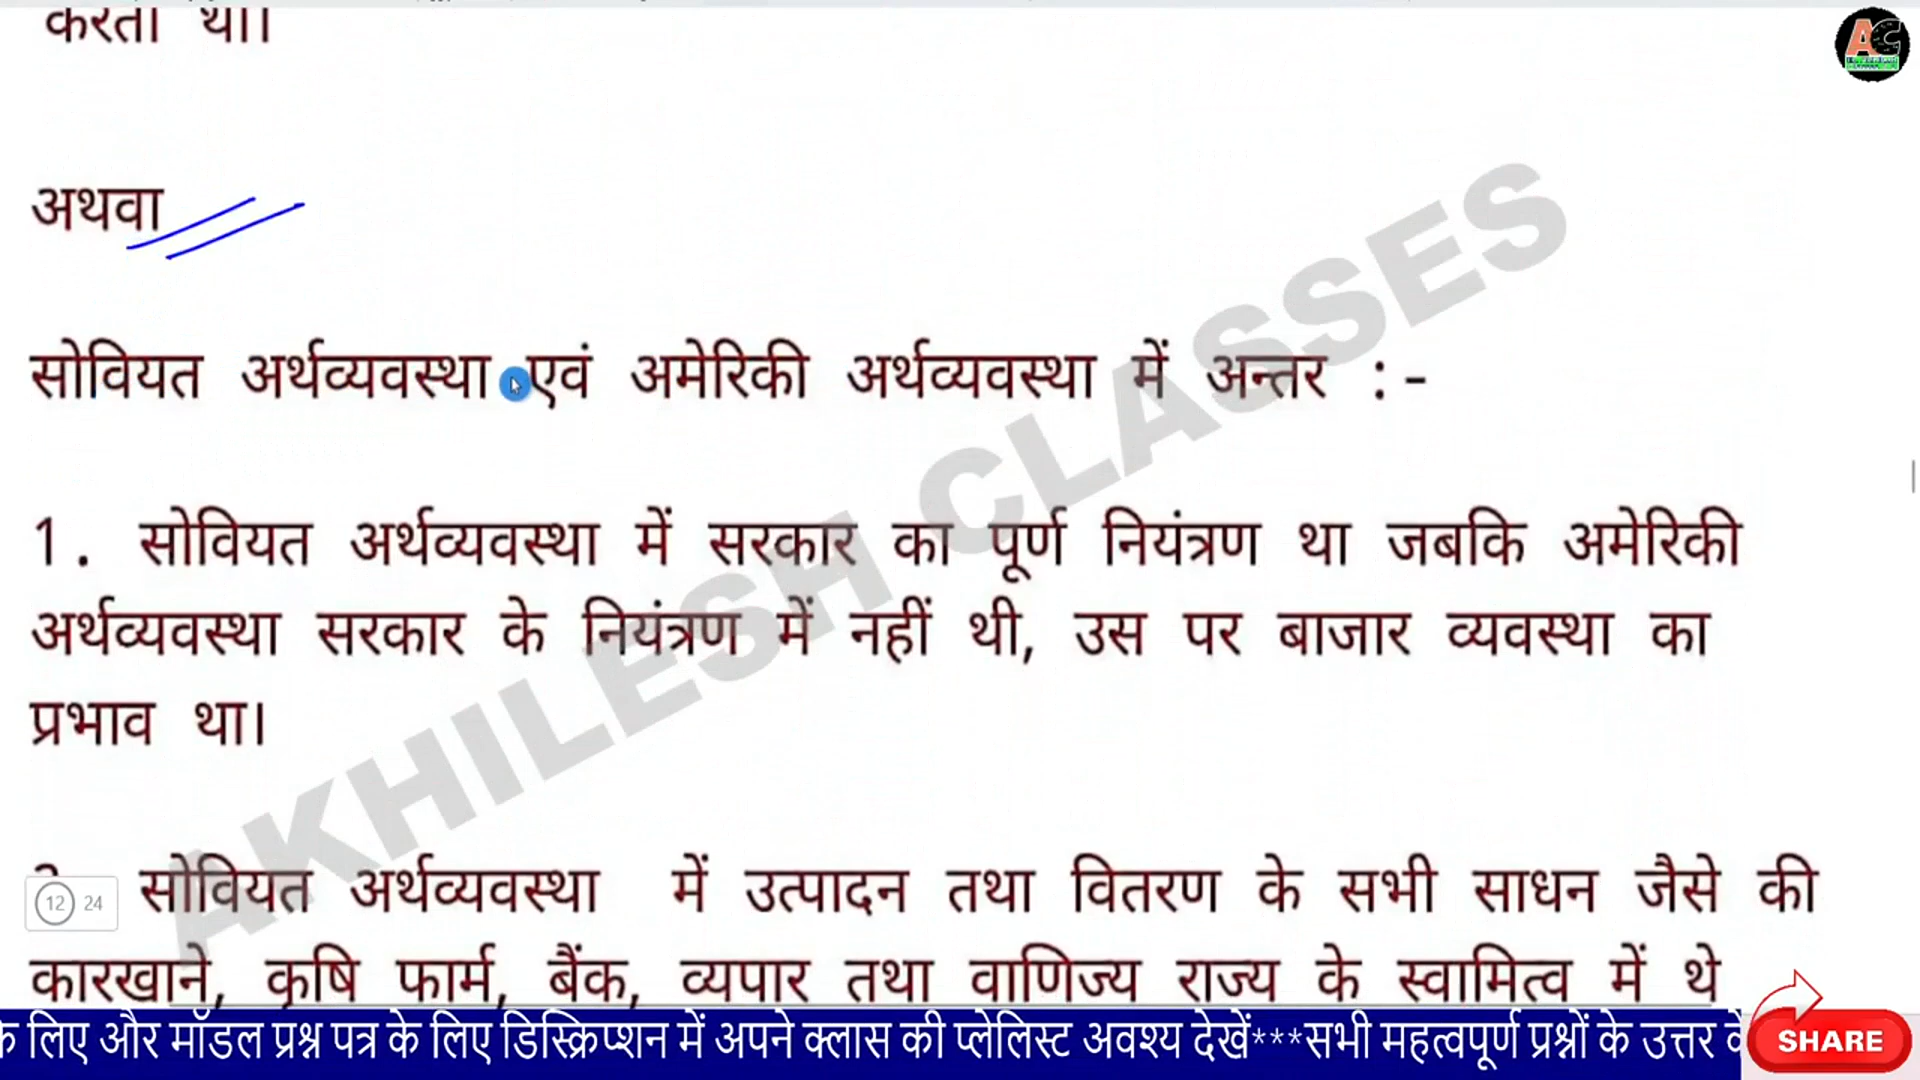 करता था।
अथवा
सोवियत अर्थव्यवस्था एवं अमेरिकी अर्थव्यवस्था में अन्तर :-
1. सोवियत अर्थव्यवस्था में सरकार का पूर्ण नियंत्रण था जबकि अमेरिकी
अर्थव्यवस्था सरकार के नियंत्रण में नहीं थी, उस पर बाजार व्यवस्था का
प्रभाव था।
सोवियत अर्थव्यवस्था में उत्पादन तथा वितरण के सभी साधन जैसे की
कारखाने, कृषि फार्म, बैंक, व्यपार तथा वाणिज्य राज्य के स्वामित्व में थे
12 24
AKHILESH CLASSES
AC
के लिए और मॉडल प्रश्न पत्र के लिए डिस्क्रिप्शन में अपने क्लास की प्लेलिस्ट अवश्य देखें***सभी महत्वपूर्ण प्रश्नों के उत्तर
SHARE